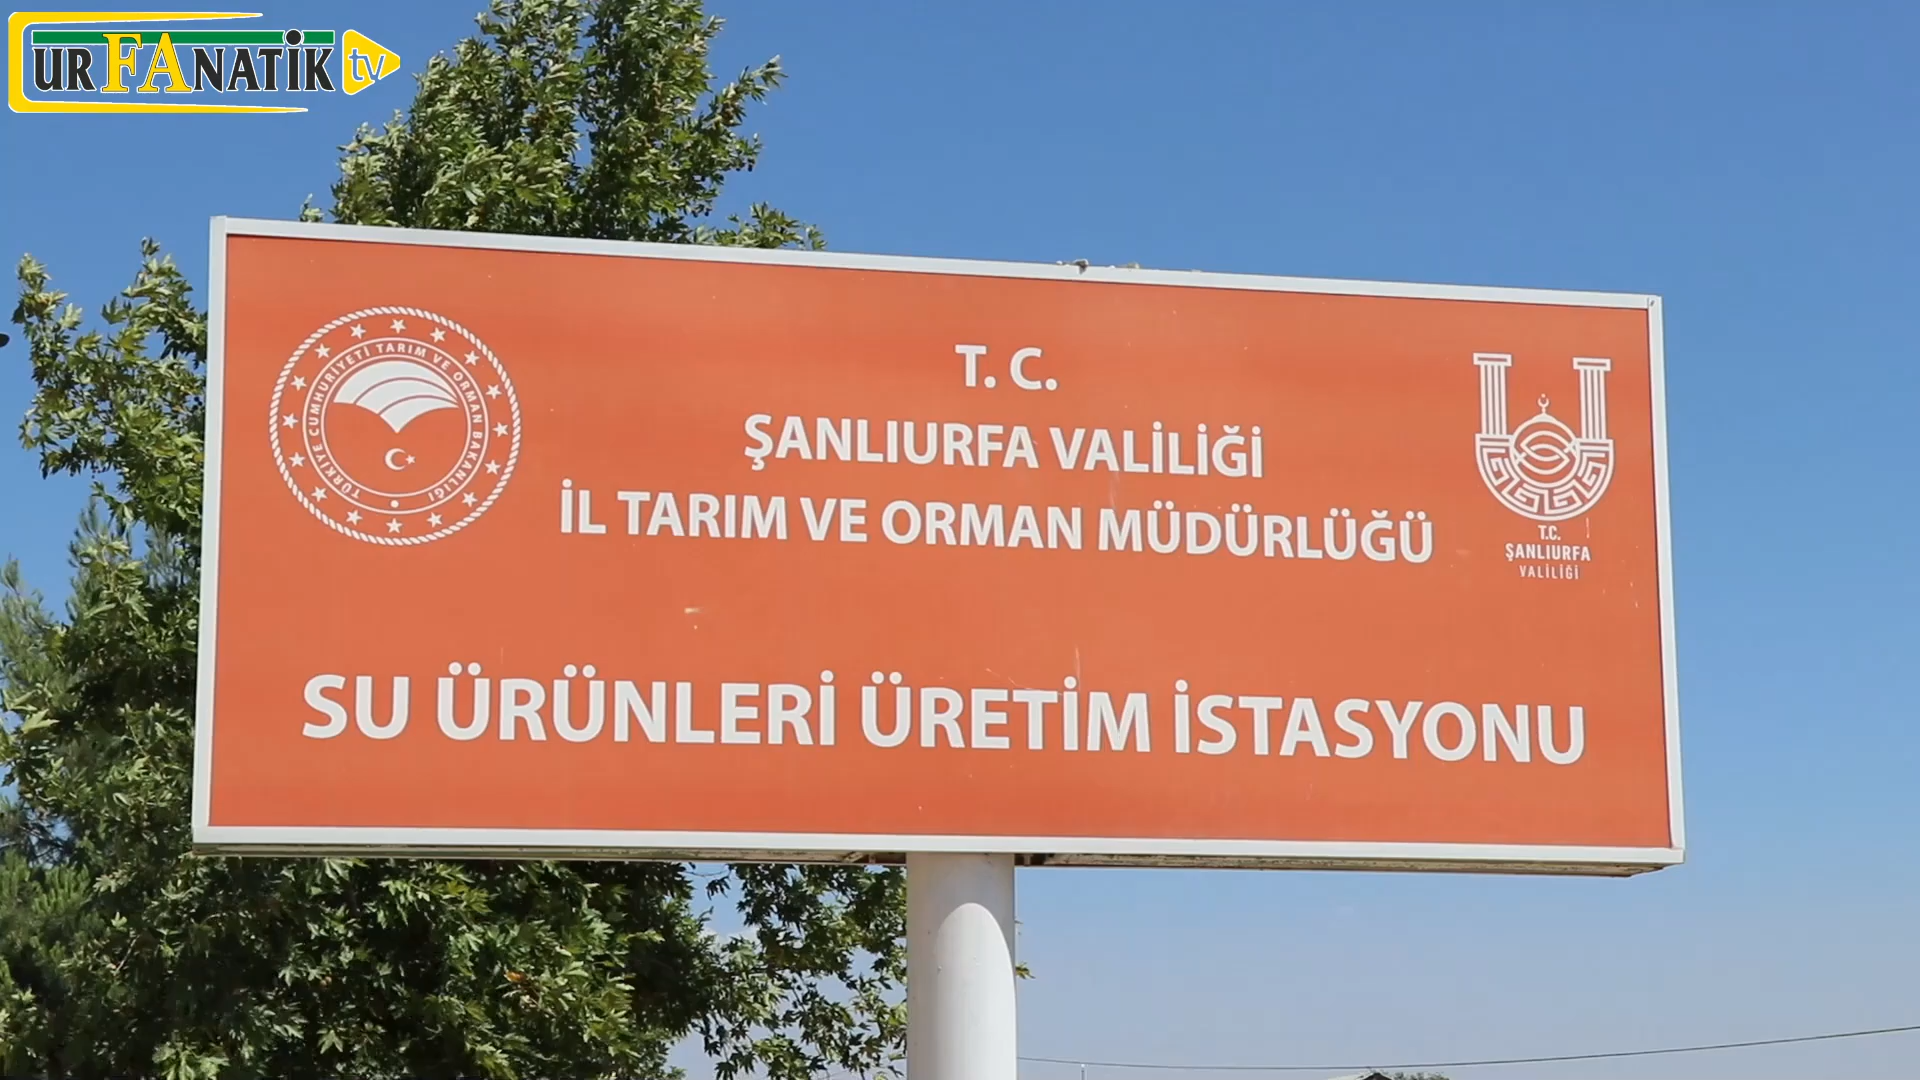 URFANATİK tv
T. C.
ŞANLIURFA VALİLİĞİ
İL TARIM VE ORMAN MÜDÜRLÜĞÜ
SU ÜRÜNLERİ ÜRETİM İSTASYONU
TÜRKİYE CUMHURİYETİ TARIM VE ORMAN BAKANLIĞI
T.C.
ŞANLIURFA
VALİLİĞİ